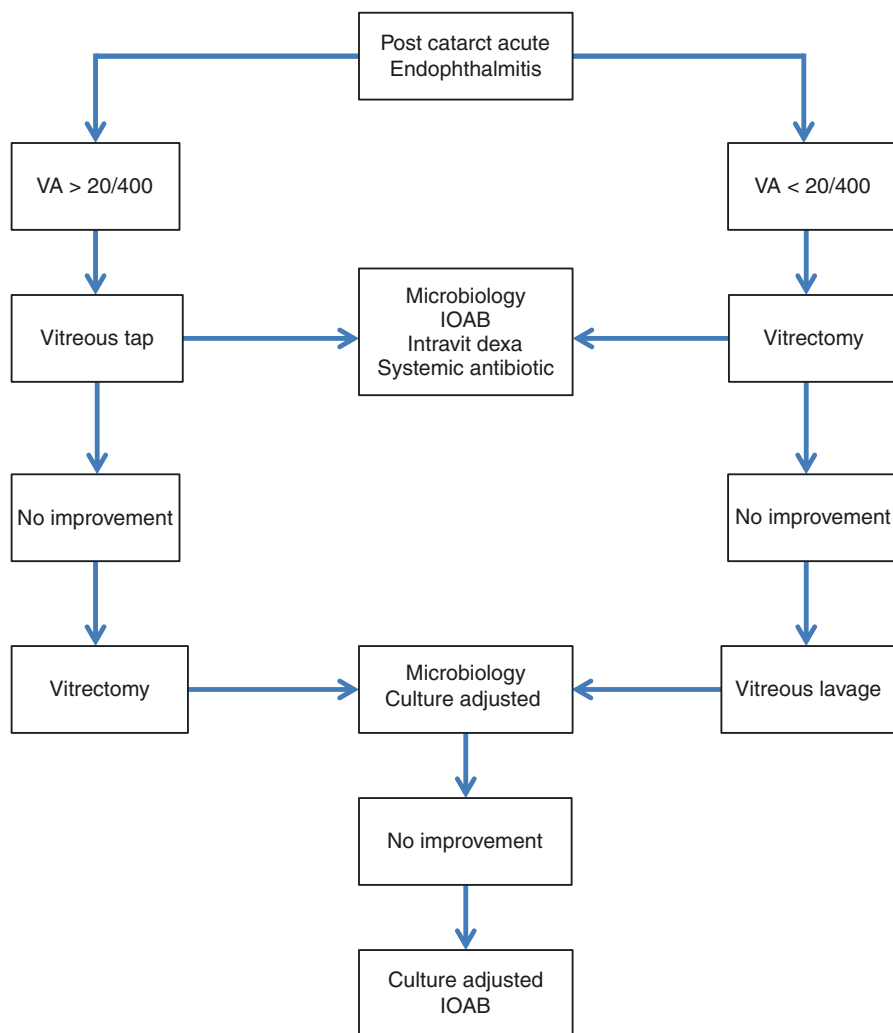 Post catarct acute
Endophthalmitis
VA > 20/400
VA < 20/400
Vitreous tap
Microbiology
IOAB
Intravit dexa
Systemic antibiotic
Vitrectomy
No improvement
No improvement
Vitrectomy
Microbiology
Culture adjusted
Vitreous lavage
No improvement
Culture adjusted
IOAB